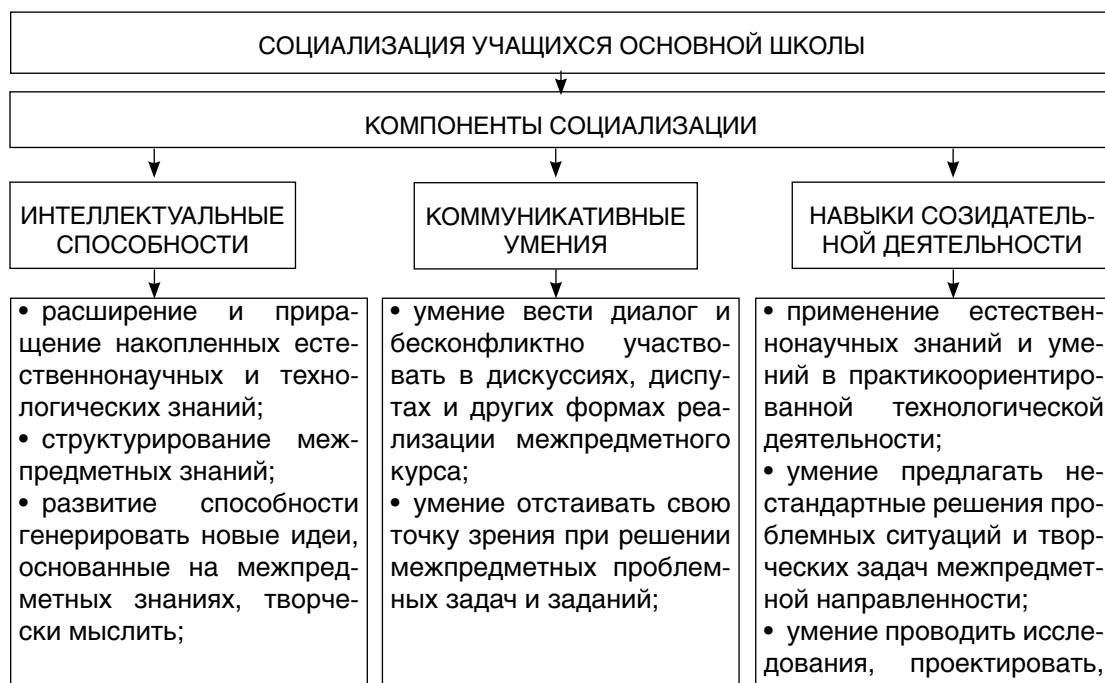 СОЦИАЛИЗАЦИЯ УЧАЩИХСЯ ОСНОВНОЙ ШКОЛЫ
КОМПОНЕНТЫ СОЦИАЛИЗАЦИИ
ИНТЕЛЛЕКТУАЛЬНЫЕ
СПОСОБНОСТИ
• расширение и прира-
щение накопленных есте-
ственнонаучных и техно-
логических знаний;
• структурирование меж-
предметных знаний;
• развитие способности
генерировать новые идеи,
основанные на межпред-
метных знаниях, творче-
ски мыслить;
КОММУНИКАТИВНЫЕ
УМЕНИЯ
• умение вести диалог и
бесконфликтно участво-
вать в дискуссиях, диспу-
тах и других формах реа-
лизации межпредметного
курса;
• умение отстаивать свою
точку зрения при решении
межпредметных проблем-
ных задач и заданий;
НАВЫКИ СОЗИДАТЕЛЬ-
НОЙ ДЕЯТЕЛЬНОСТИ
• применение естествен-
нонаучных знаний и уме-
ний в практикоориентиро-
ванной технологической
деятельности;
• умение предлагать не-
стандартные решения про-
блемных ситуаций и твор-
ческих задач межпредмет-
ной направленности;
• умение проводить иссле-
дования, проектировать,